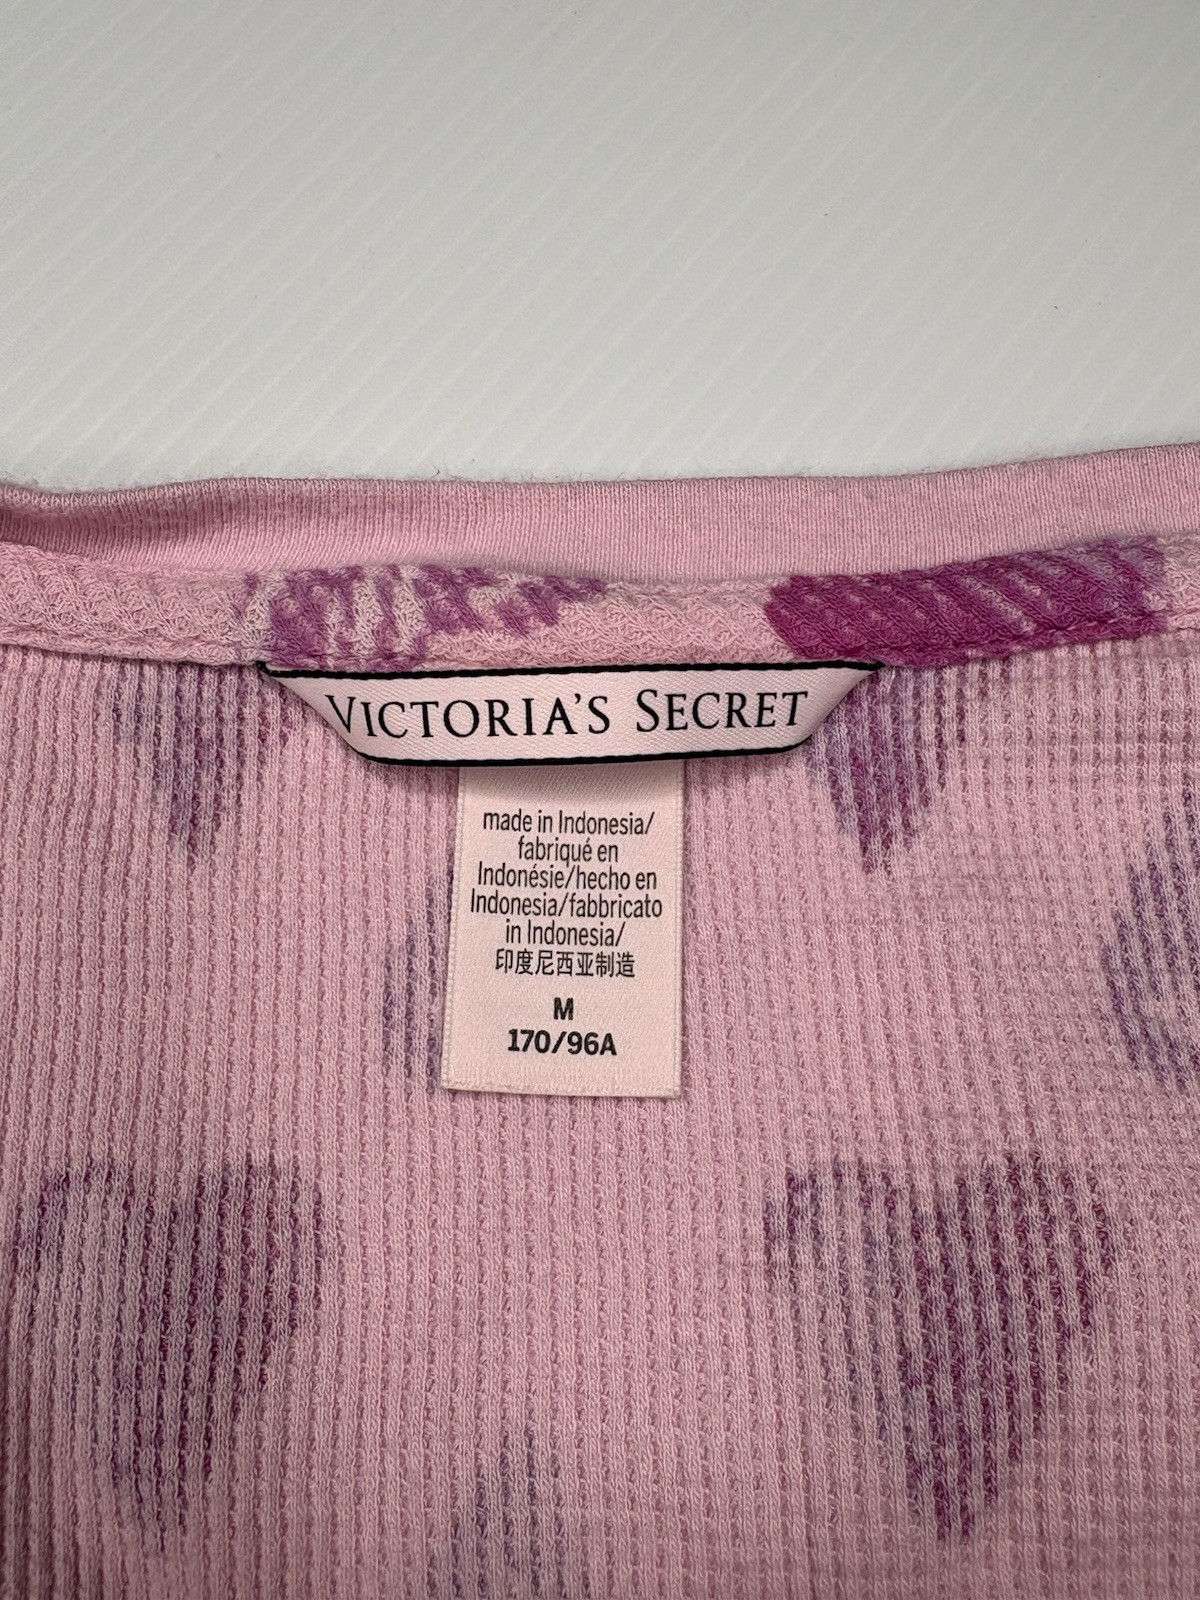 VICTORIA'S SECRET
made in Indonesia/
fabriqué en
Indonésie/hecho en
Indonesia/fabbricato
in Indonesia/
印度尼西亚制造
M
170/96A